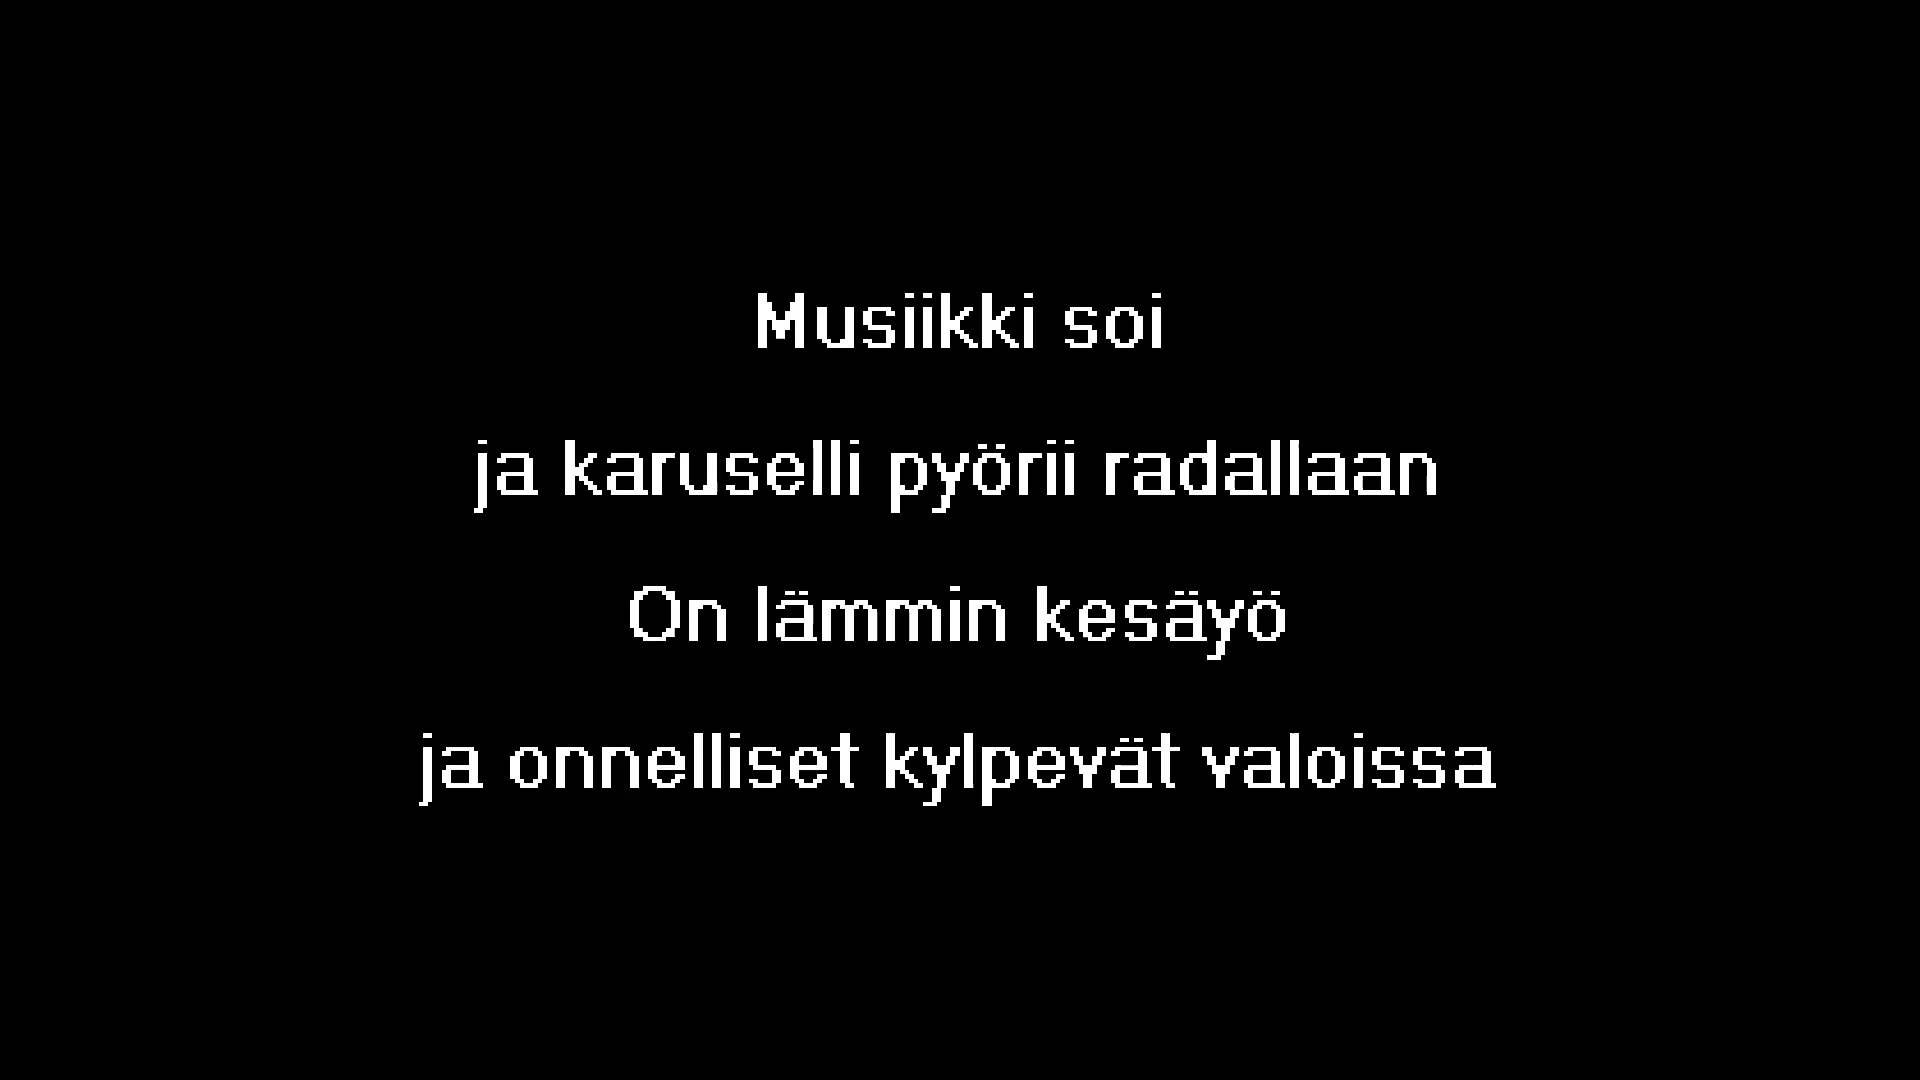 Musiikki soi
ja karuselli pyörii radallaan
On lämmin kesäyö
ja onnelliset kylpevät valoissa